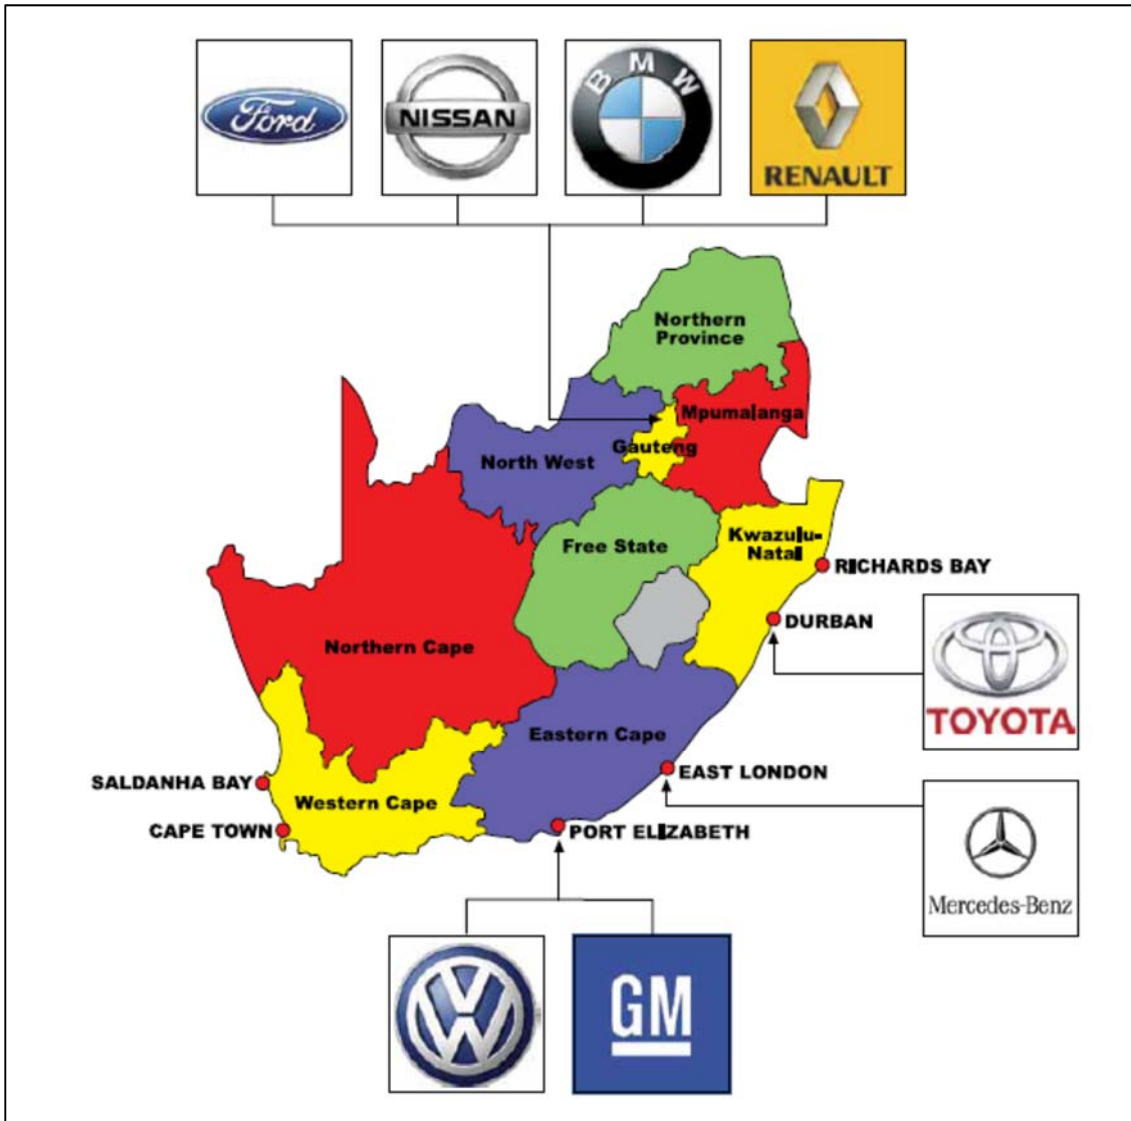 Ford
NISSAN
BMW
RENAULT
Northern
Province
Mpumalanga
Gauteng
North West
Kwazulu-
Natal
Free State
RICHARDS BAY
DURBAN
Northern Cape
TOYOTA
Eastern Cape
EAST LONDON
SALDANHA BAY
Western Cape
CAPE TOWN
PORT ELIZABETH
Mercedes-Benz
VW
GM